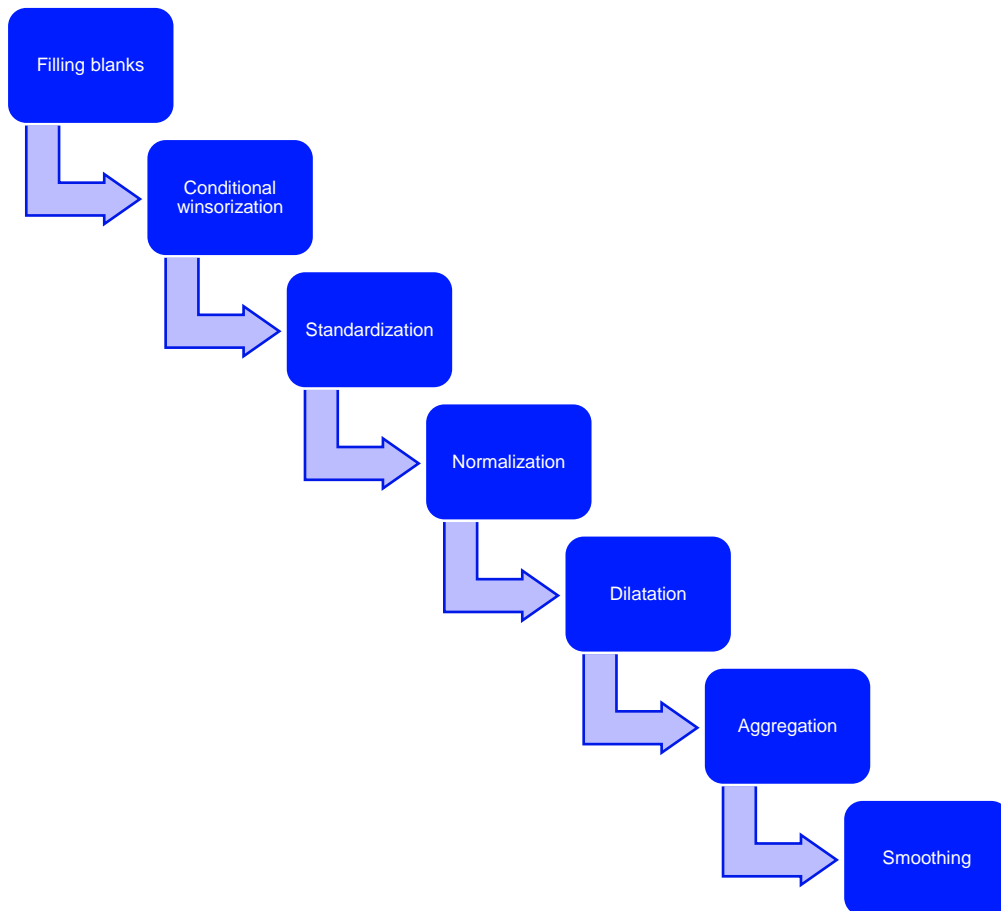 Filling blanks
Conditional
winsorization
Standardization
Normalization
Dilatation
Aggregation
Smoothing